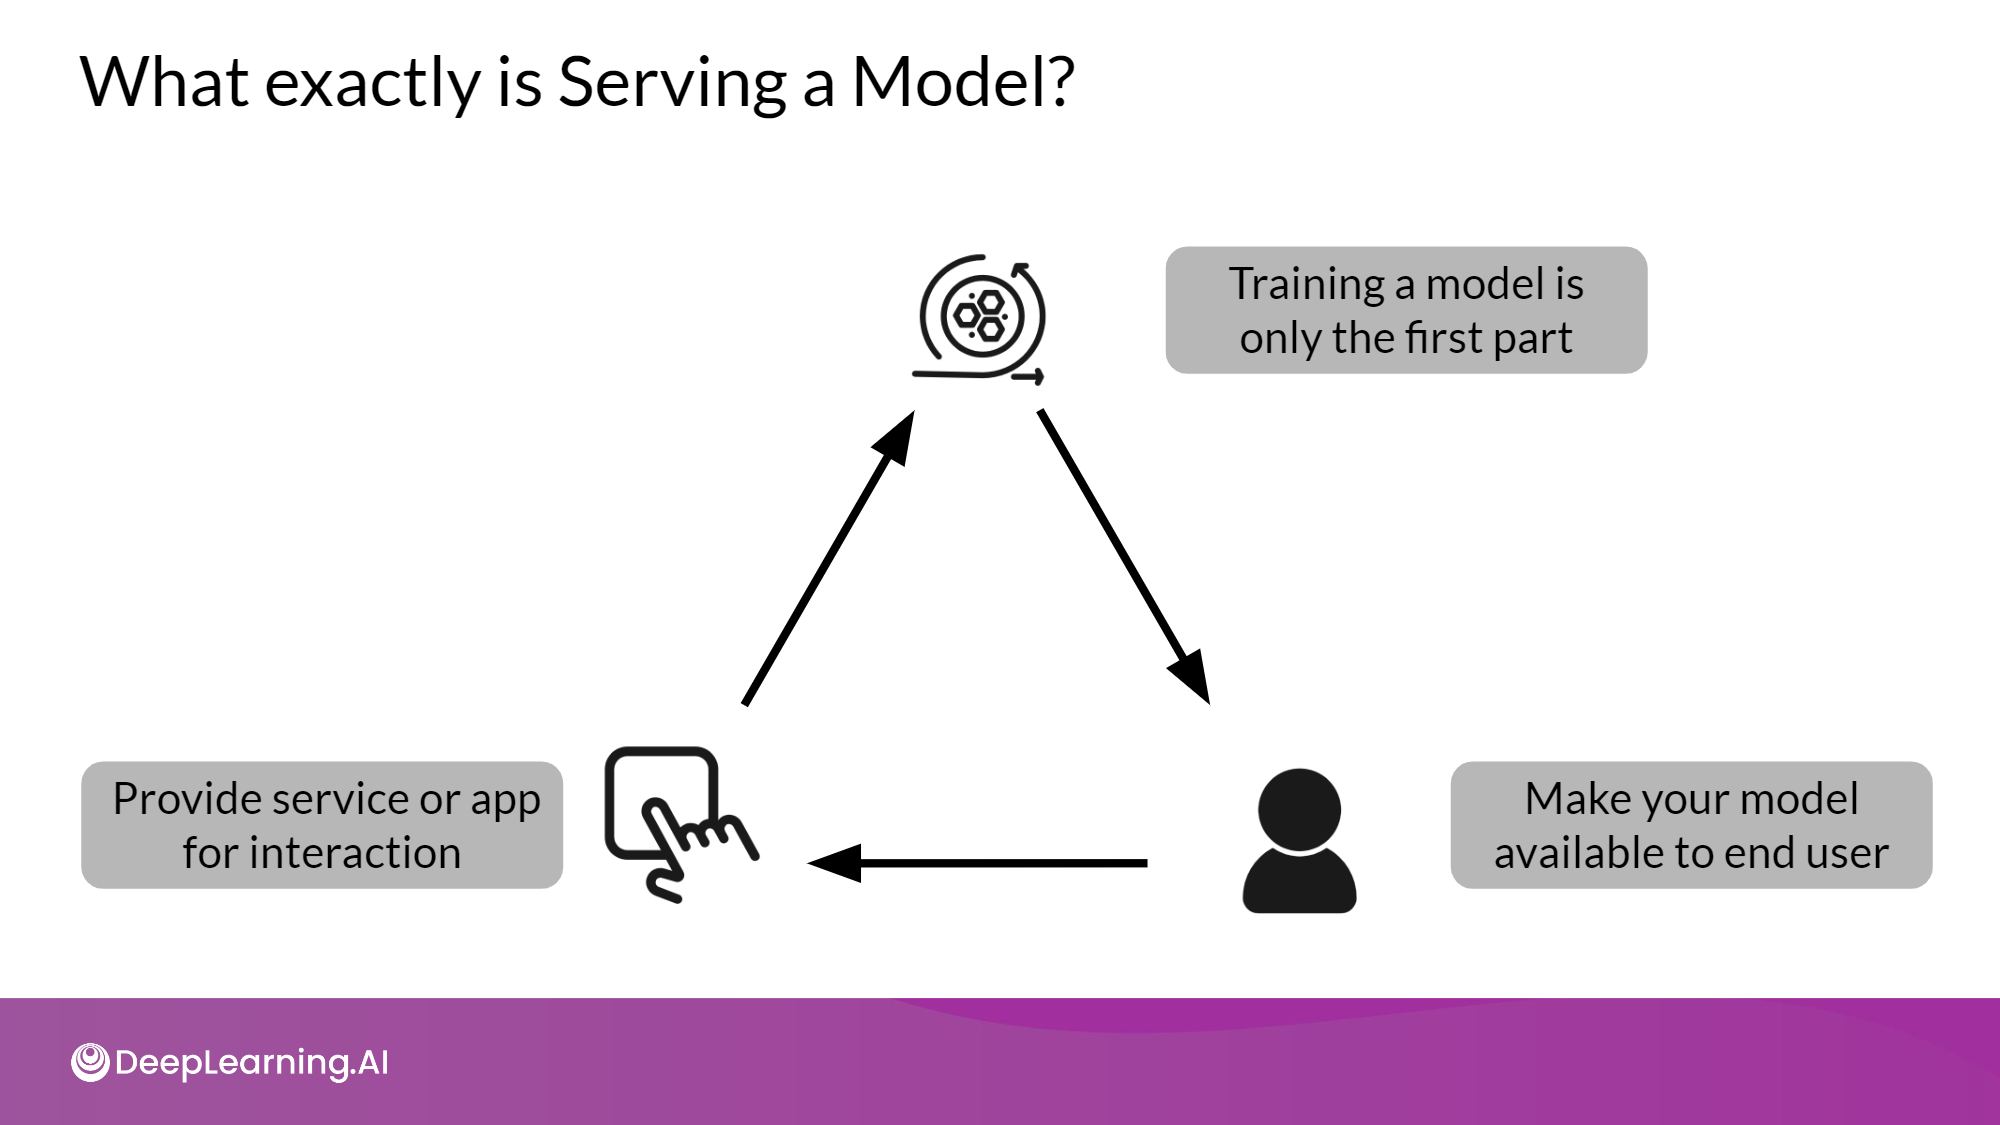 What exactly is Serving a Model?
Training a model is
only the first part
Provide service or app
for interaction
Make your model
available to end user
DeepLearning.AI